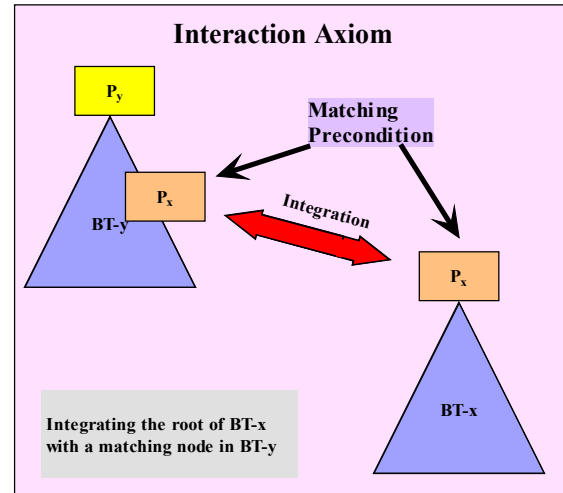 Interaction Axiom
Py
Matching
Precondition
Px
BT-y
Integration
Px
BT-x
Integrating the root of BT-x
with a matching node in BT-y